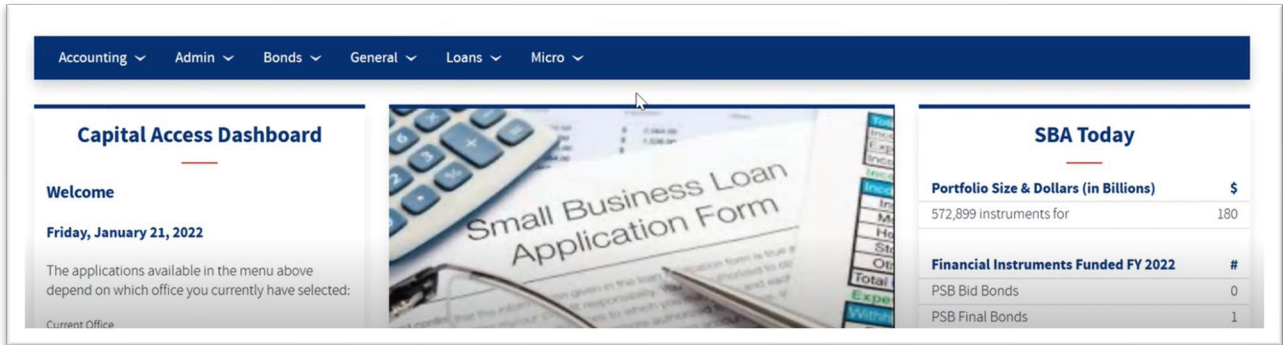 Accounting Admin Bonds General Loans Micro
Capital Access Dashboard
Welcome
Friday, January 21, 2022
The applications available in the menu above
depend on which office you currently have selected:
Current Office
Small Business Loan
Application Form
Total
SBA Today
Portfolio Size & Dollars (in Billions) $
572,899 instruments for 180
Financial Instruments Funded FY 2022 #
PSB Bid Bonds 0
PSB Final Bonds 1